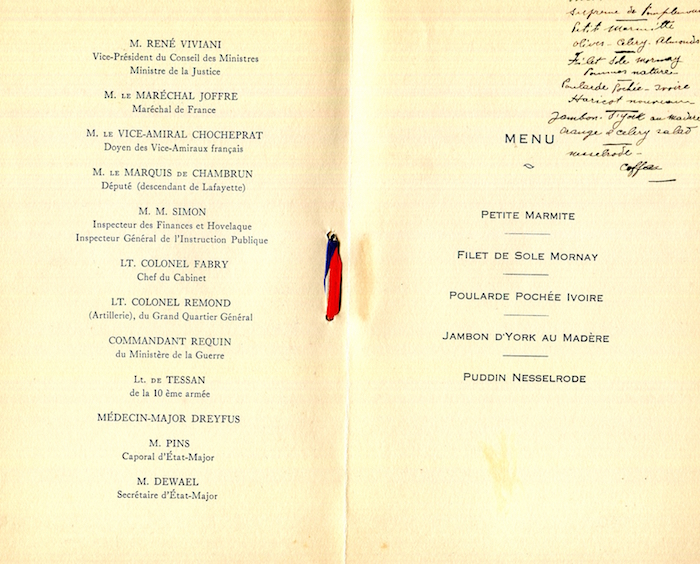 M. RENÉ VIVIANI
Vice-Président du Conseil des Ministres
Ministre de la Justice
M. LE MARÉCHAL JOFFRE
Maréchal de France
M. LE VICE-AMIRAL CHOCHEPRAT
Doyen des Vice-Amiraux français
M. LE MARQUIS DE CHAMBRUN
Député (descendant de Lafayette)
M. M. SIMON
Inspecteur des Finances et Hovelaque
Inspecteur Général de l'Instruction Publique
LT. COLONEL FABRY
Chef du Cabinet
LT. COLONEL REMOND
(Artillerie), du Grand Quartier Général
COMMANDANT REQUIN
du Ministère de la Guerre
LT. DE TESSAN
de la 10 ème armée
MÉDECIN-MAJOR DREYFUS
M. PINS
Caporal d'État-Major
M. DEWAEL
Secrétaire d'État-Major
Supreme de
Petit Marmitte
olives - Celery - Almonds
Filet Sole Mornay
Pommes nature -
Poularde Pochée - Ivoire
Haricot nouveau
Jambon d'York au Madère
Orange & Celery Salad
Nesselrode -
Coffee
MENU
PETITE MARMITE
FILET DE SOLE MORNAY
POULARDE POCHÉE IVOIRE
JAMBON D'YORK AU MADÈRE
PUDDIN NESSELRODE